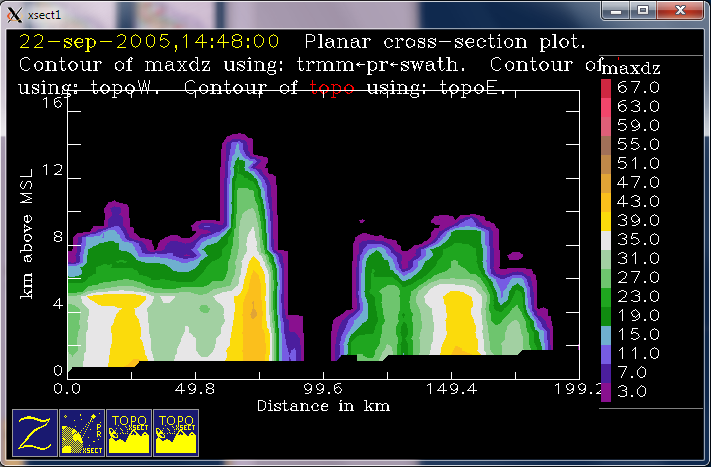 xsect1
22-sep-2005,14:48:00 Planar cross-section plot.
Contour of maxdz using: trmm←pr←swath. Contour of
using: topoW. Contour of topo using: topoE.
maxdz
67.0
63.0
59.0
55.0
51.0
47.0
43.0
39.0
35.0
31.0
27.0
23.0
19.0
15.0
11.0
7.0
3.0
16
12
8
4
0
km above MSL
0.0 49.8 99.6 149.4 199.2
Distance in km
Z
PR
XSECT
TOPO
XSECT
TOPO
XSECT